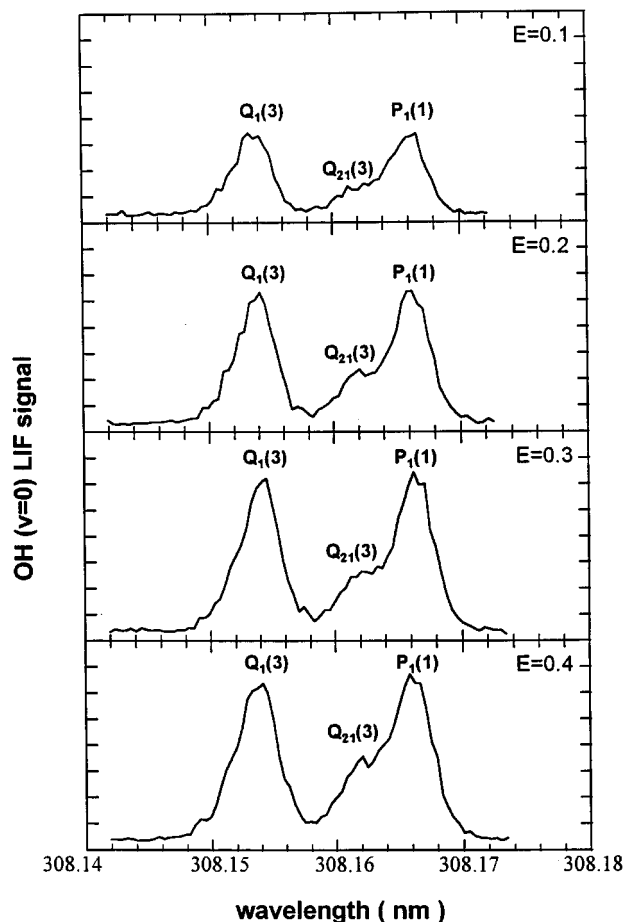 E=0.1
Q1(3)
P1(1)
Q21(3)
E=0.2
Q1(3)
P1(1)
Q21(3)
E=0.3
Q1(3)
P1(1)
Q21(3)
E=0.4
Q1(3)
P1(1)
Q21(3)
OH (v=0) LIF signal
308.14 308.15 308.16 308.17 308.18
wavelength ( nm )